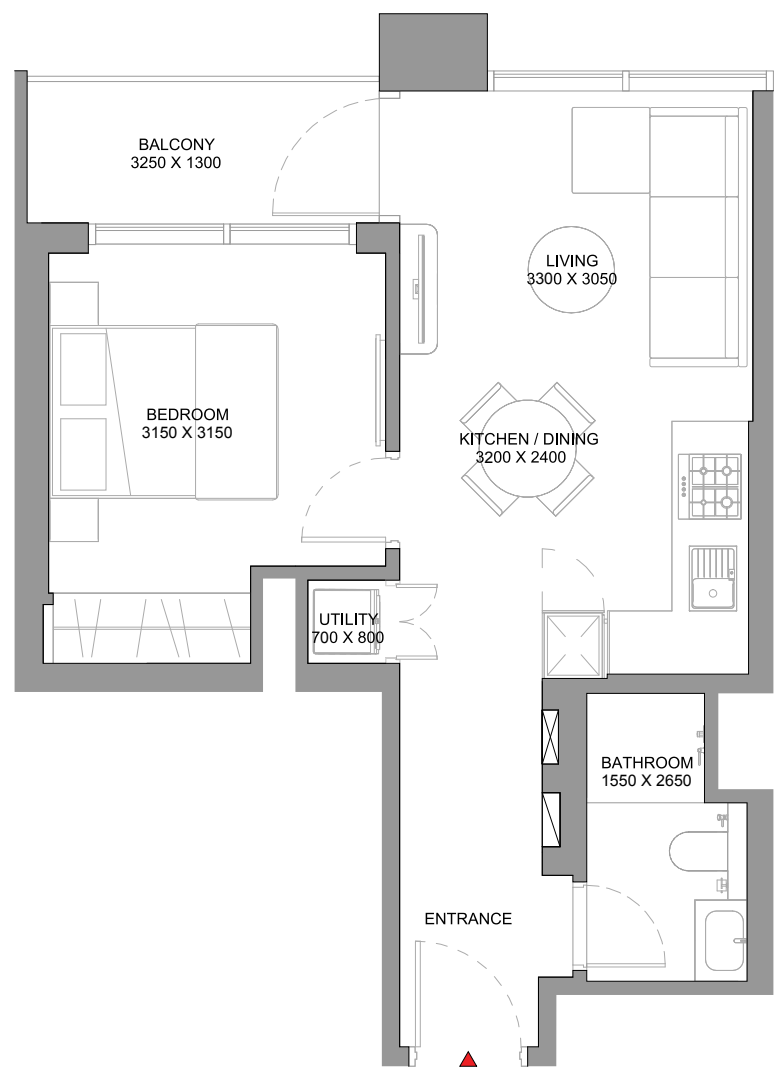 BALCONY
3250 X 1300
LIVING
3300 X 3050
BEDROOM
3150 X 3150
KITCHEN / DINING
3200 X 2400
UTILITY
700 X 800
BATHROOM
1550 X 2650
ENTRANCE